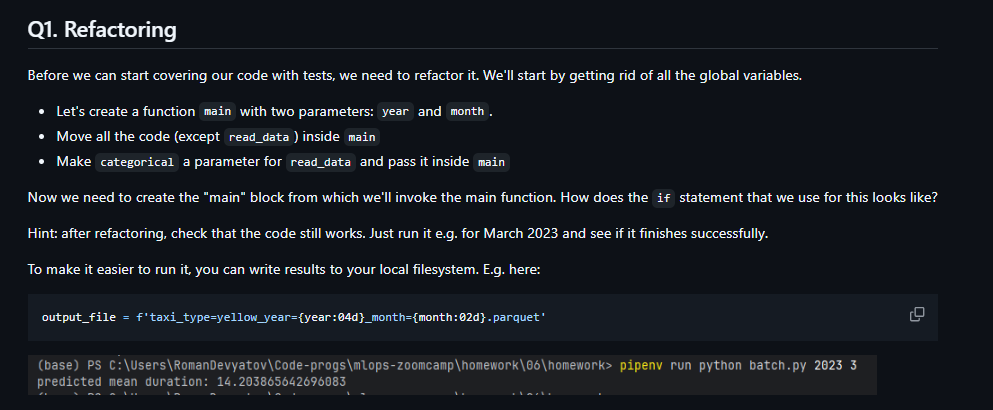 Q1. Refactoring
Before we can start covering our code with tests, we need to refactor it. We'll start by getting rid of all the global variables.
• Let's create a function main with two parameters: year and month.
• Move all the code (except read_data) inside main
• Make categorical a parameter for read_data and pass it inside main
Now we need to create the "main" block from which we'll invoke the main function. How does the if statement that we use for this looks like?
Hint: after refactoring, check that the code still works. Just run it e.g. for March 2023 and see if it finishes successfully.
To make it easier to run it, you can write results to your local filesystem. E.g. here:
output_file = f'taxi_type=yellow_year={year:04d}_month={month:02d}.parquet'
(base) PS C:\Users\RomanDevyatov\Code-progs\mlops-zoomcamp\homework\06\homework> pipenv run python batch.py 2023 3
predicted mean duration: 14.203865642696083